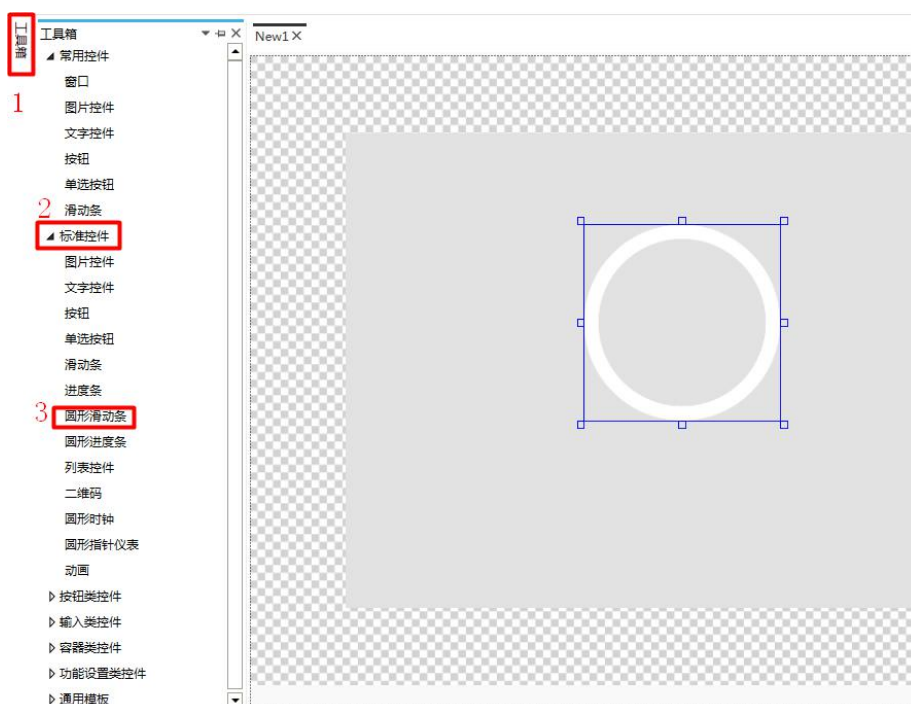 工具箱
1
工具箱
New1
常用控件
窗口
图片控件
文字控件
按钮
单选按钮
滑动条
2
标准控件
图片控件
文字控件
按钮
单选按钮
滑动条
进度条
3
圆形滑动条
圆形进度条
列表控件
二维码
圆形时钟
圆形指针仪表
动画
按钮类控件
输入类控件
容器类控件
功能设置类控件
通用模板